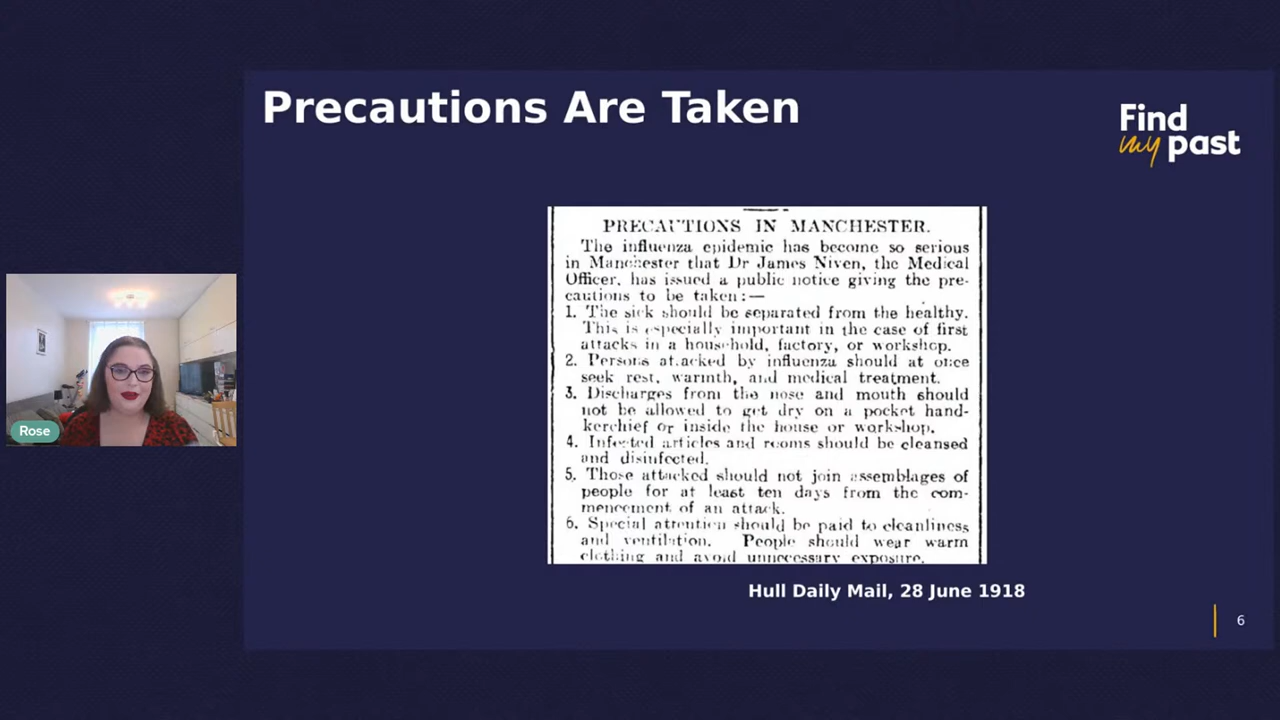 Precautions Are Taken
Find
my past
PRECAUTIONS IN MANCHESTER.
The influenza epidemic has become so serious
in Manchester that Dr James Niven, the Medical
Officer, has issued a public notice giving the pre-
cautions to be taken:—
1. The sick should be separated from the healthy.
This is especially important in the case of first
attacks in a household, factory, or workshop.
2. Persons attacked by influenza should at once
seek rest, warmth, and medical treatment.
3. Discharges from the nose and mouth should
not be allowed to get dry on a pocket hand-
kerchief or inside the house or workshop.
4. Infected articles and rooms should be cleansed
and disinfected.
5. Those attacked should not join assemblages of
people for at least ten days from the com-
mencement of an attack.
6. Special attention should be paid to cleanliness
and ventilation. People should wear warm
clothing and avoid unnecessary exposure.
Rose
Hull Daily Mail, 28 June 1918
6